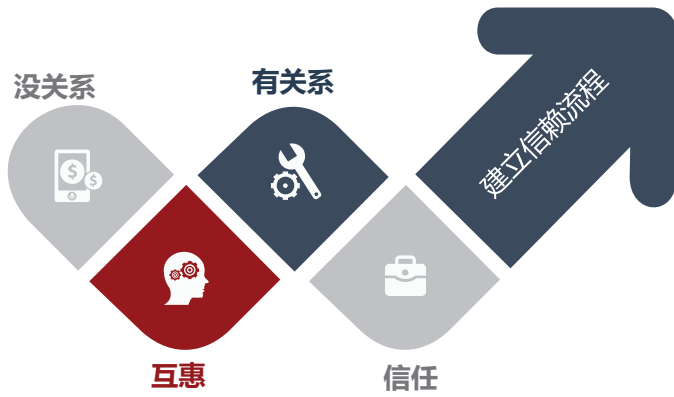 没关系
互惠
有关系
信任
建立信赖流程